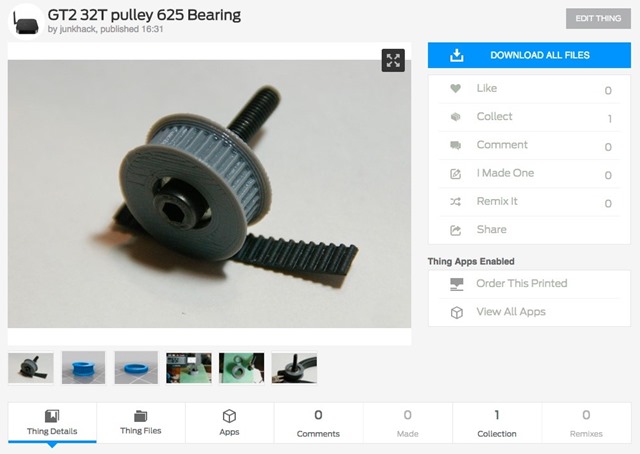 GT2 32T pulley 625 Bearing
by junkhack, published 16:31
EDIT THING
DOWNLOAD ALL FILES
Like 0
Collect 1
Comment 0
I Made One 0
Remix It 0
Share
Thing Apps Enabled
Order This Printed
View All Apps
Thing Details
Thing Files
Apps
0
Comments
0
Made
1
Collection
0
Remixes